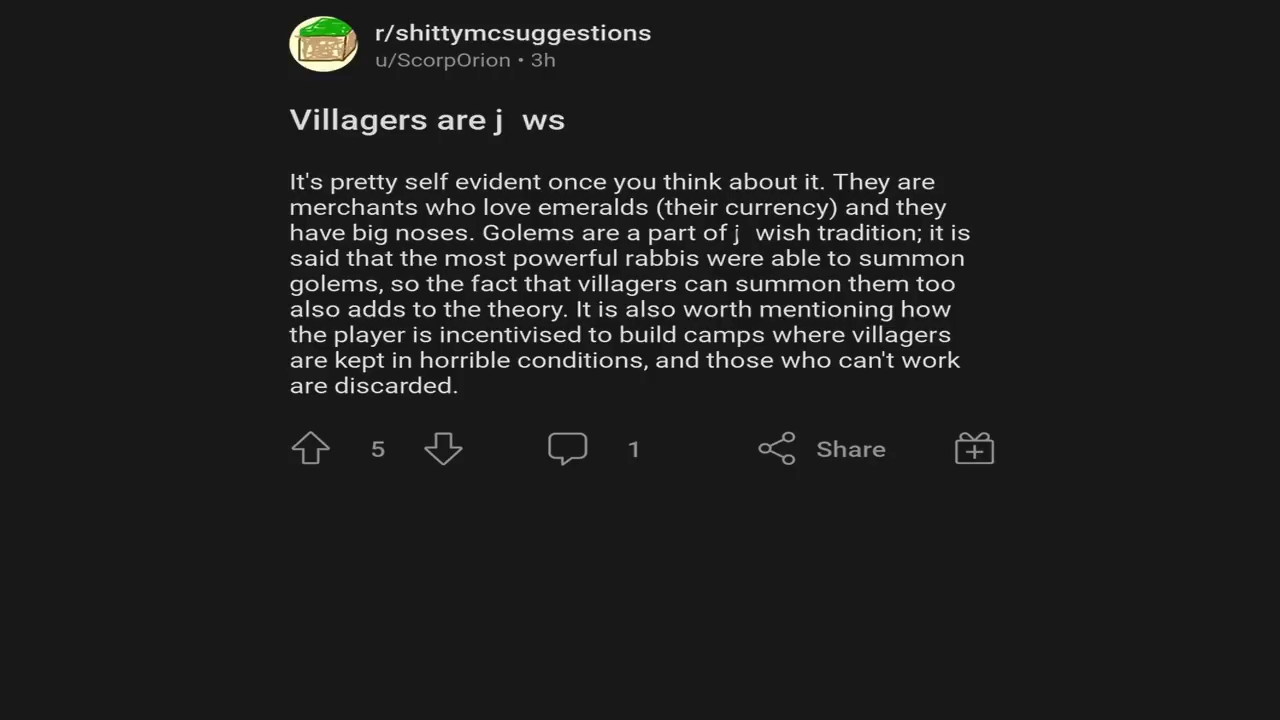 r/shittymcsuggestions
u/ScorpOrion • 3h
Villagers are j ws
It's pretty self evident once you think about it. They are
merchants who love emeralds (their currency) and they
have big noses. Golems are a part of j wish tradition; it is
said that the most powerful rabbis were able to summon
golems, so the fact that villagers can summon them too
also adds to the theory. It is also worth mentioning how
the player is incentivised to build camps where villagers
are kept in horrible conditions, and those who can't work
are discarded.
5 1 Share